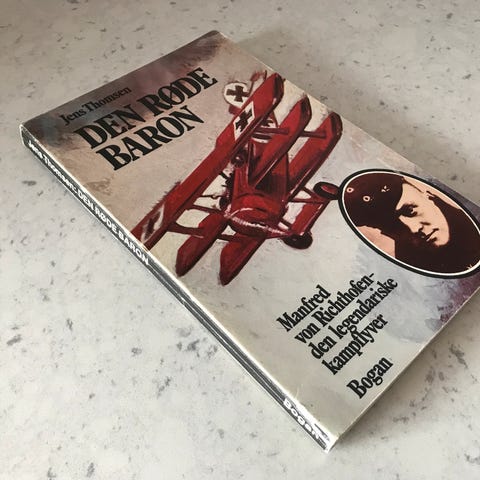 Jens Thomsen
DEN RØDE
BARON
Manfred
von Richthofen-
den legendariske
kampflyver
Bogan
Jens Thomsen: DEN RØDE BARON
Bogan